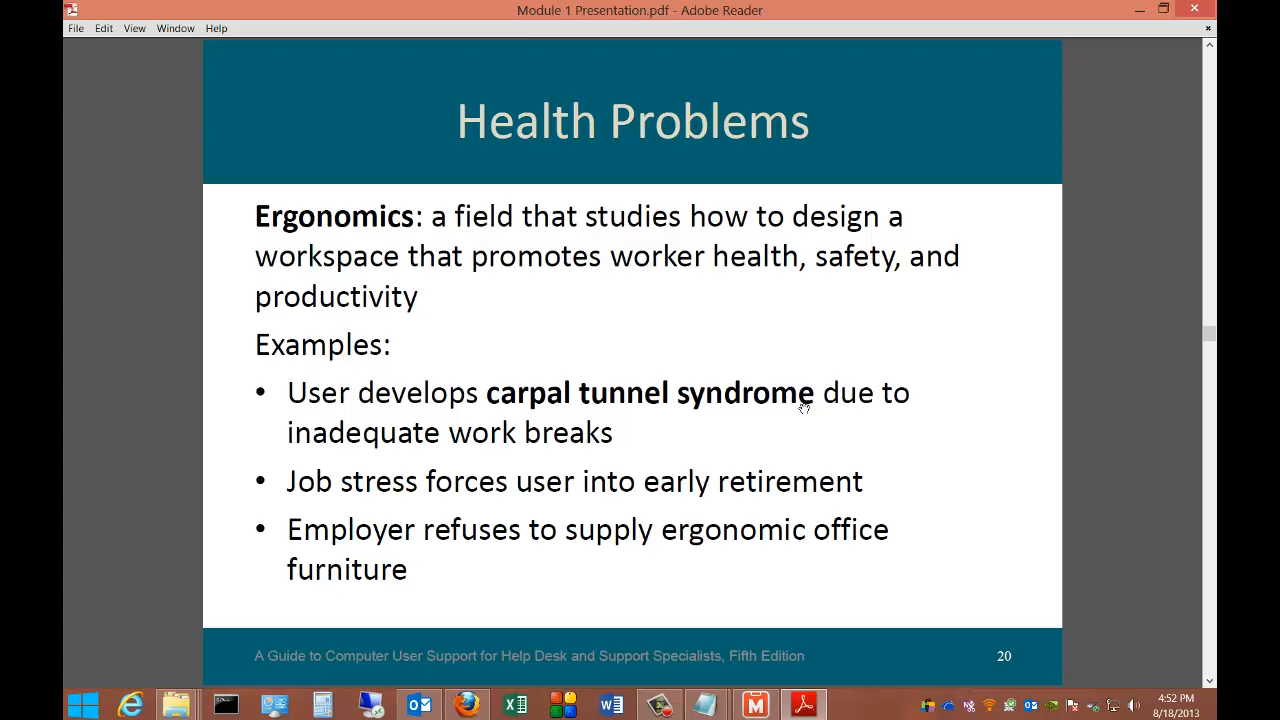 Module 1 Presentation.pdf - Adobe Reader
File Edit View Window Help
Health Problems
Ergonomics: a field that studies how to design a
workspace that promotes worker health, safety, and
productivity
Examples:
• User develops carpal tunnel syndrome due to
inadequate work breaks
• Job stress forces user into early retirement
• Employer refuses to supply ergonomic office
furniture
A Guide to Computer User Support for Help Desk and Support Specialists, Fifth Edition 20
4:52 PM
8/18/2013